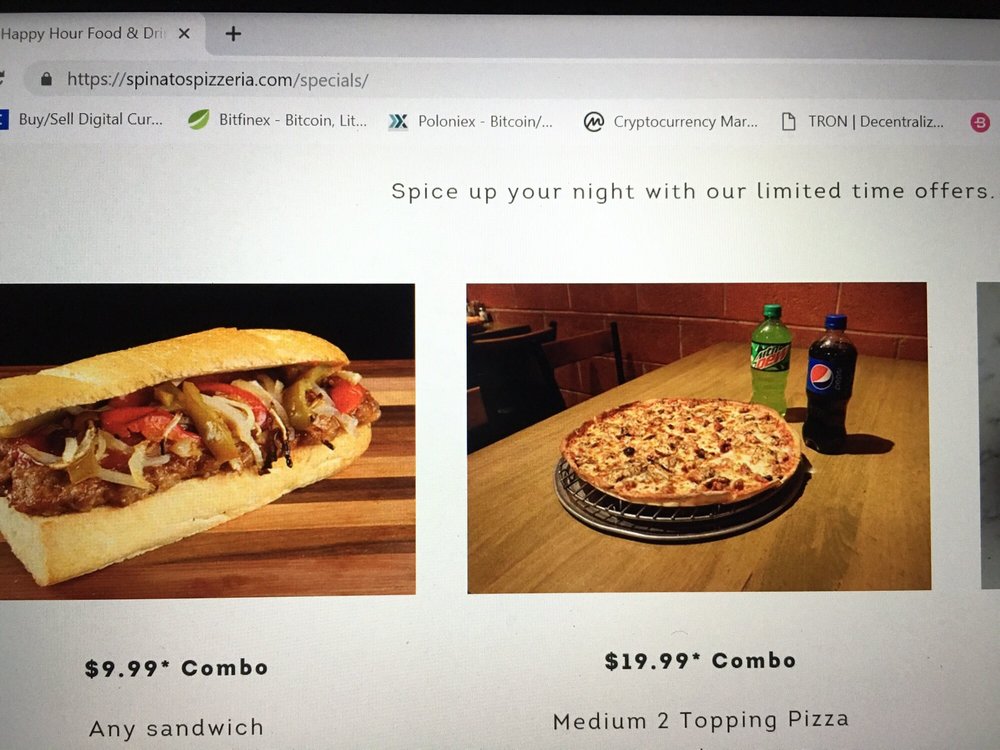 Happy Hour Food & Dri
https://spinatospizzeria.com/specials/
Buy/Sell Digital Cur... Bitfinex - Bitcoin, Lit... Poloniex - Bitcoin/... Cryptocurrency Mar... TRON | Decentraliz...
Spice up your night with our limited time offers.
Mtn Dew
pepsi
$9.99* Combo
$19.99* Combo
Any sandwich
Medium 2 Topping Pizza